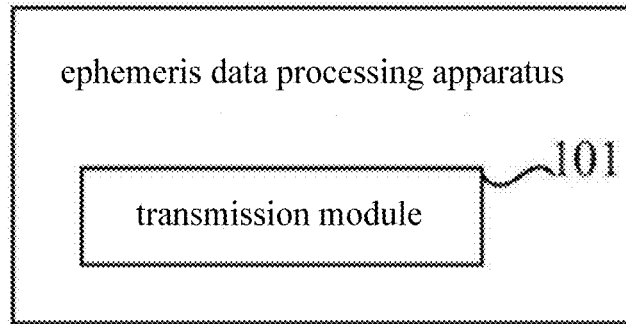 ephemeris data processing apparatus
101
transmission module